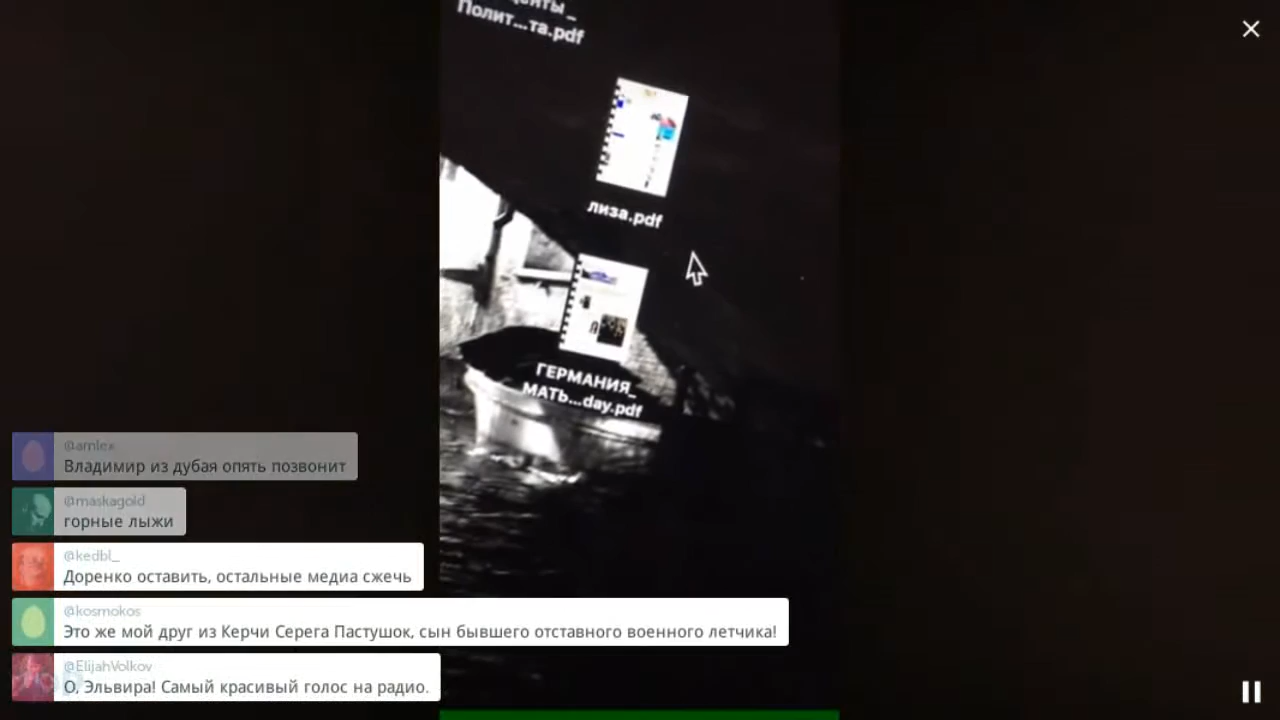 Полит...та.pdf
лиза.pdf
ГЕРМАНИЯ_
МАТЬ...day.pdf
@amlex
Владимир из дубая опять позвонит
@maskagold
горные лыжи
@kedbl_
Доренко оставить, остальные медиа сжечь
@kosmokos
Это же мой друг из Керчи Серега Пастушок, сын бывшего отставного военного летчика!
@ElijahVolkov
О, Эльвира! Самый красивый голос на радио.